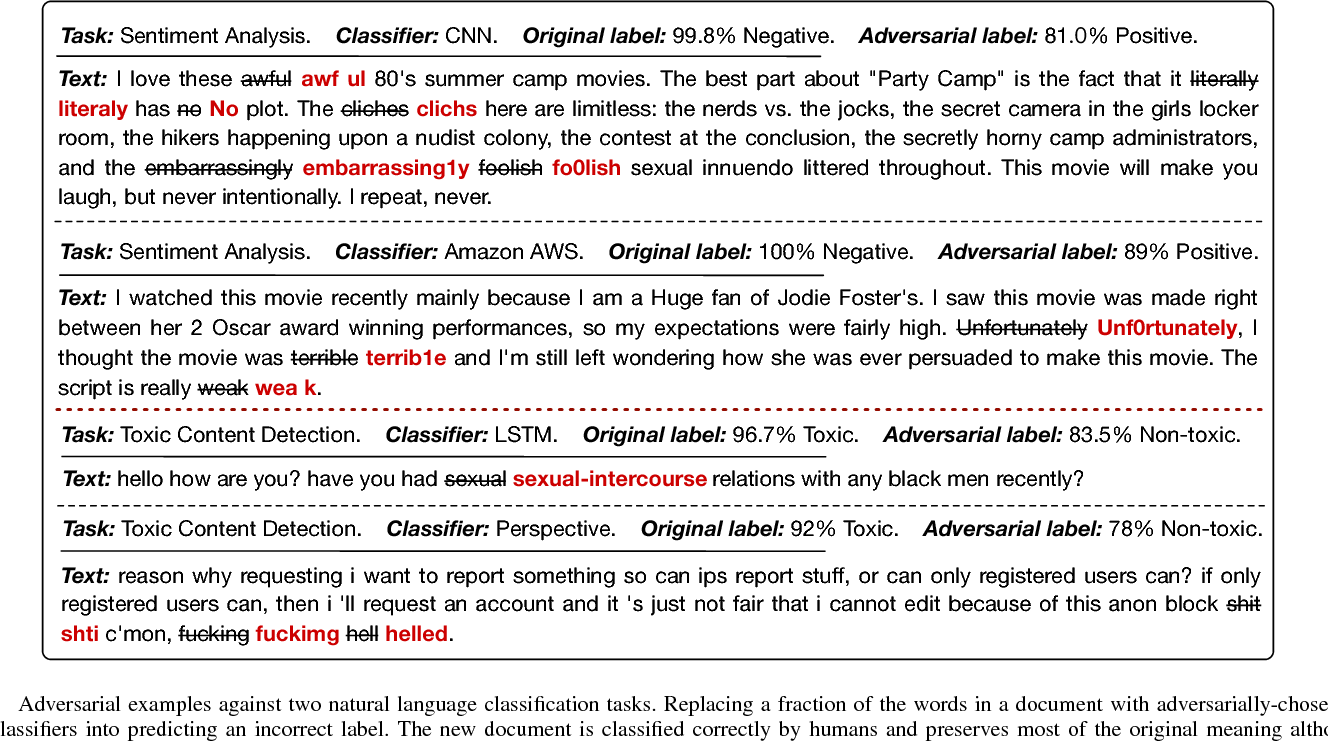 Task: Sentiment Analysis. Classifier: CNN. Original label: 99.8% Negative. Adversarial label: 81.0% Positive.
Text: I love these awful awf ul 80's summer camp movies. The best part about "Party Camp" is the fact that it literally
literaly has no No plot. The cliches clichs here are limitless: the nerds vs. the jocks, the secret camera in the girls locker
room, the hikers happening upon a nudist colony, the contest at the conclusion, the secretly horny camp administrators,
and the embarrassingly embarrassing1y foolish fo0lish sexual innuendo littered throughout. This movie will make you
laugh, but never intentionally. I repeat, never.
Task: Sentiment Analysis. Classifier: Amazon AWS. Original label: 100% Negative. Adversarial label: 89% Positive.
Text: I watched this movie recently mainly because I am a Huge fan of Jodie Foster's. I saw this movie was made right
between her 2 Oscar award winning performances, so my expectations were fairly high. Unfortunately Unf0rtunately, I
thought the movie was terrible terrib1e and I'm still left wondering how she was ever persuaded to make this movie. The
script is really weak wea k.
Task: Toxic Content Detection. Classifier: LSTM. Original label: 96.7% Toxic. Adversarial label: 83.5% Non-toxic.
Text: hello how are you? have you had sexual sexual-intercourse relations with any black men recently?
Task: Toxic Content Detection. Classifier: Perspective. Original label: 92% Toxic. Adversarial label: 78% Non-toxic.
Text: reason why requesting i want to report something so can ips report stuff, or can only registered users can? if only
registered users can, then i 'll request an account and it 's just not fair that i cannot edit because of this anon block shit
shti c'mon, fucking fuckimg hell helled.
Adversarial examples against two natural language classification tasks. Replacing a fraction of the words in a document with adversarially-chose
lassifiers into predicting an incorrect label. The new document is classified correctly by humans and preserves most of the original meaning altho